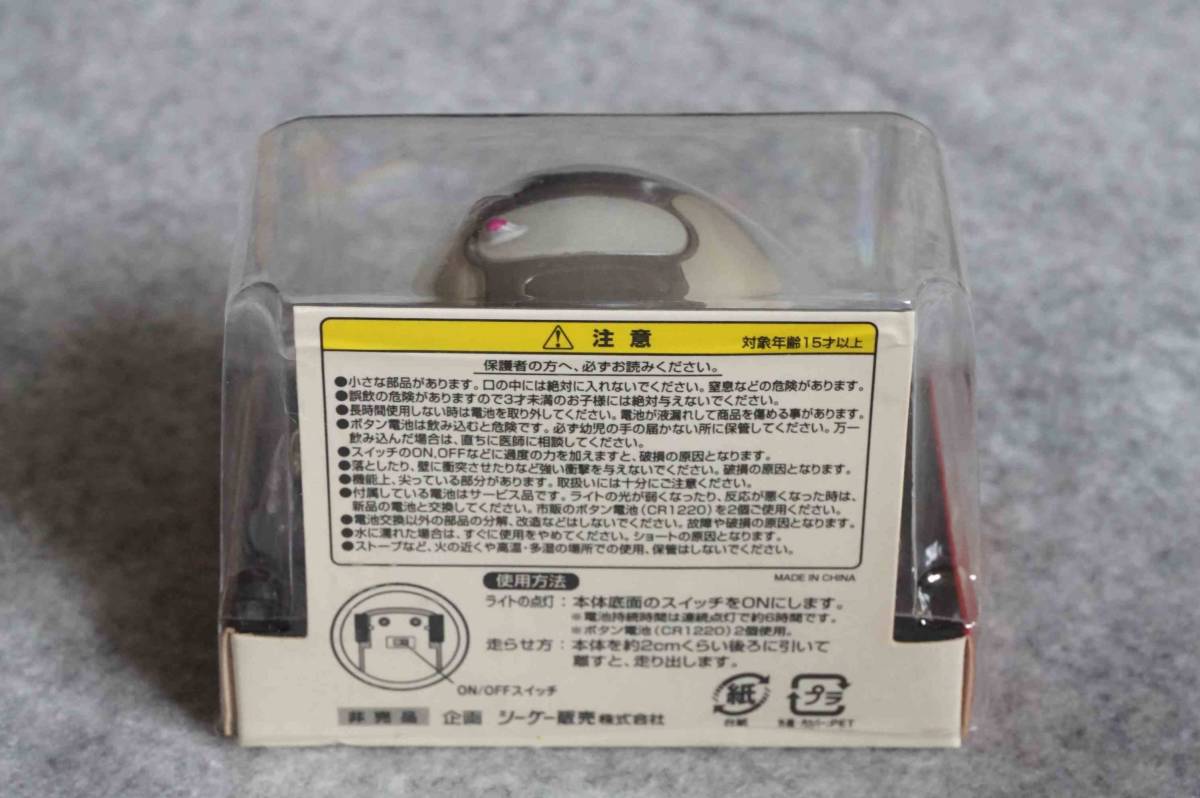 注意 対象年齢15才以上
保護者の方へ、必ずお読みください。
●小さな部品があります。口の中には絶対に入れないでください。窒息などの危険があります。
●誤飲の危険がありますので3才未満のお子様には絶対与えないでください。
●長時間使用しない時は電池を取り外してください。電池が液漏れして商品を傷める事があります。
●ボタン電池は飲み込むと危険です。必ず幼児の手の届かない所に保管してください。万一
飲み込んだ場合は、直ちに医師に相談してください。
●スイッチのON,OFFなどに過度の力を加えますと、破損の原因となります。
●落としたり、壁に衝突させたりなど強い衝撃を与えないでください。破損の原因となります。
●機能上、尖っている部分があります。取扱いには十分にご注意ください。
●付属している電池はサービス品です。ライトの光が弱くなったり、反応が悪くなった時は、
新品の電池と交換してください。市販のボタン電池(CR1220)を2個ご使用ください。
●電池交換以外の部品の分解、改造などはしないでください。故障や破損の原因となります。
●水に濡れた場合は、すぐに使用をやめてください。ショートの原因となります。
●ストーブなど、火の近くや高温・多湿の場所での使用、保管はしないでください。
MADE IN CHINA
使用方法
ライトの点灯：本体底面のスイッチをONにします。
※電池持続時間は連続点灯で約6時間です。
※ボタン電池(CR1220)2個使用。
走らせ方：本体を約2cmくらい後ろに引いて
離すと、走り出します。
ON/OFFスイッチ
非売品 企画 シーケー販売株式会社
紙 プラ
台紙 PET